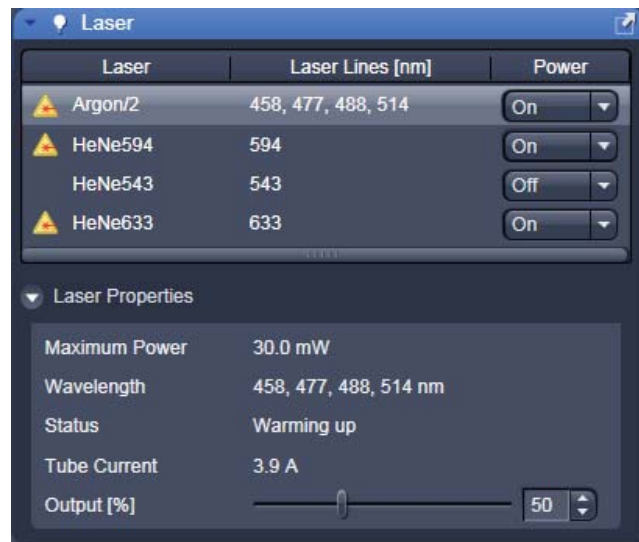 Laser
Laser Laser Lines [nm] Power
Argon/2 458, 477, 488, 514 On
HeNe594 594 On
HeNe543 543 Off
HeNe633 633 On
Laser Properties
Maximum Power 30.0 mW
Wavelength 458, 477, 488, 514 nm
Status Warming up
Tube Current 3.9 A
Output [%] 50